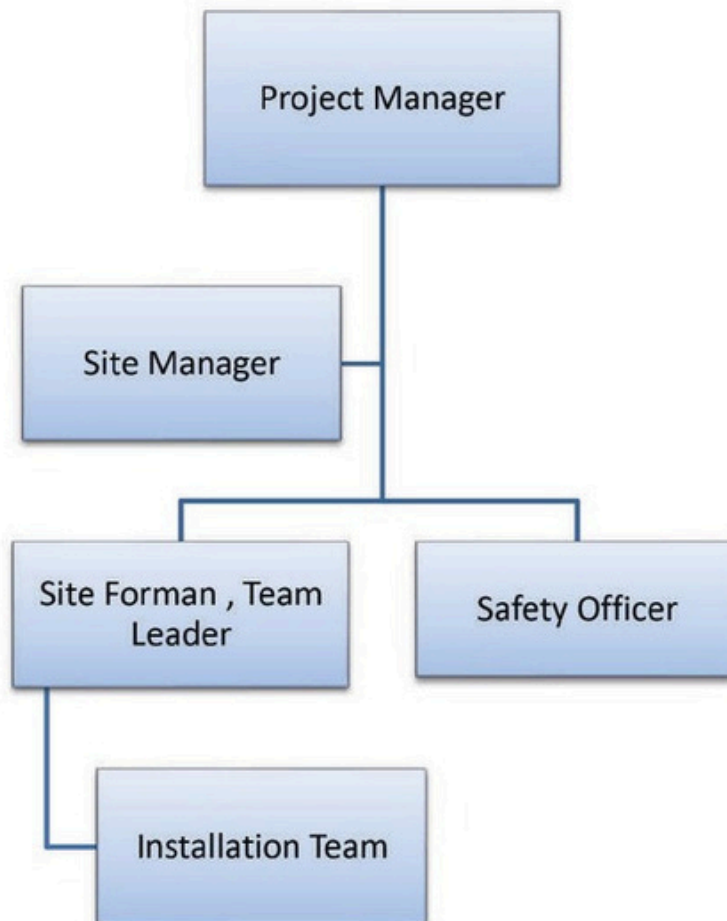 Project Manager
Site Manager
Site Forman , Team
Leader
Safety Officer
Installation Team